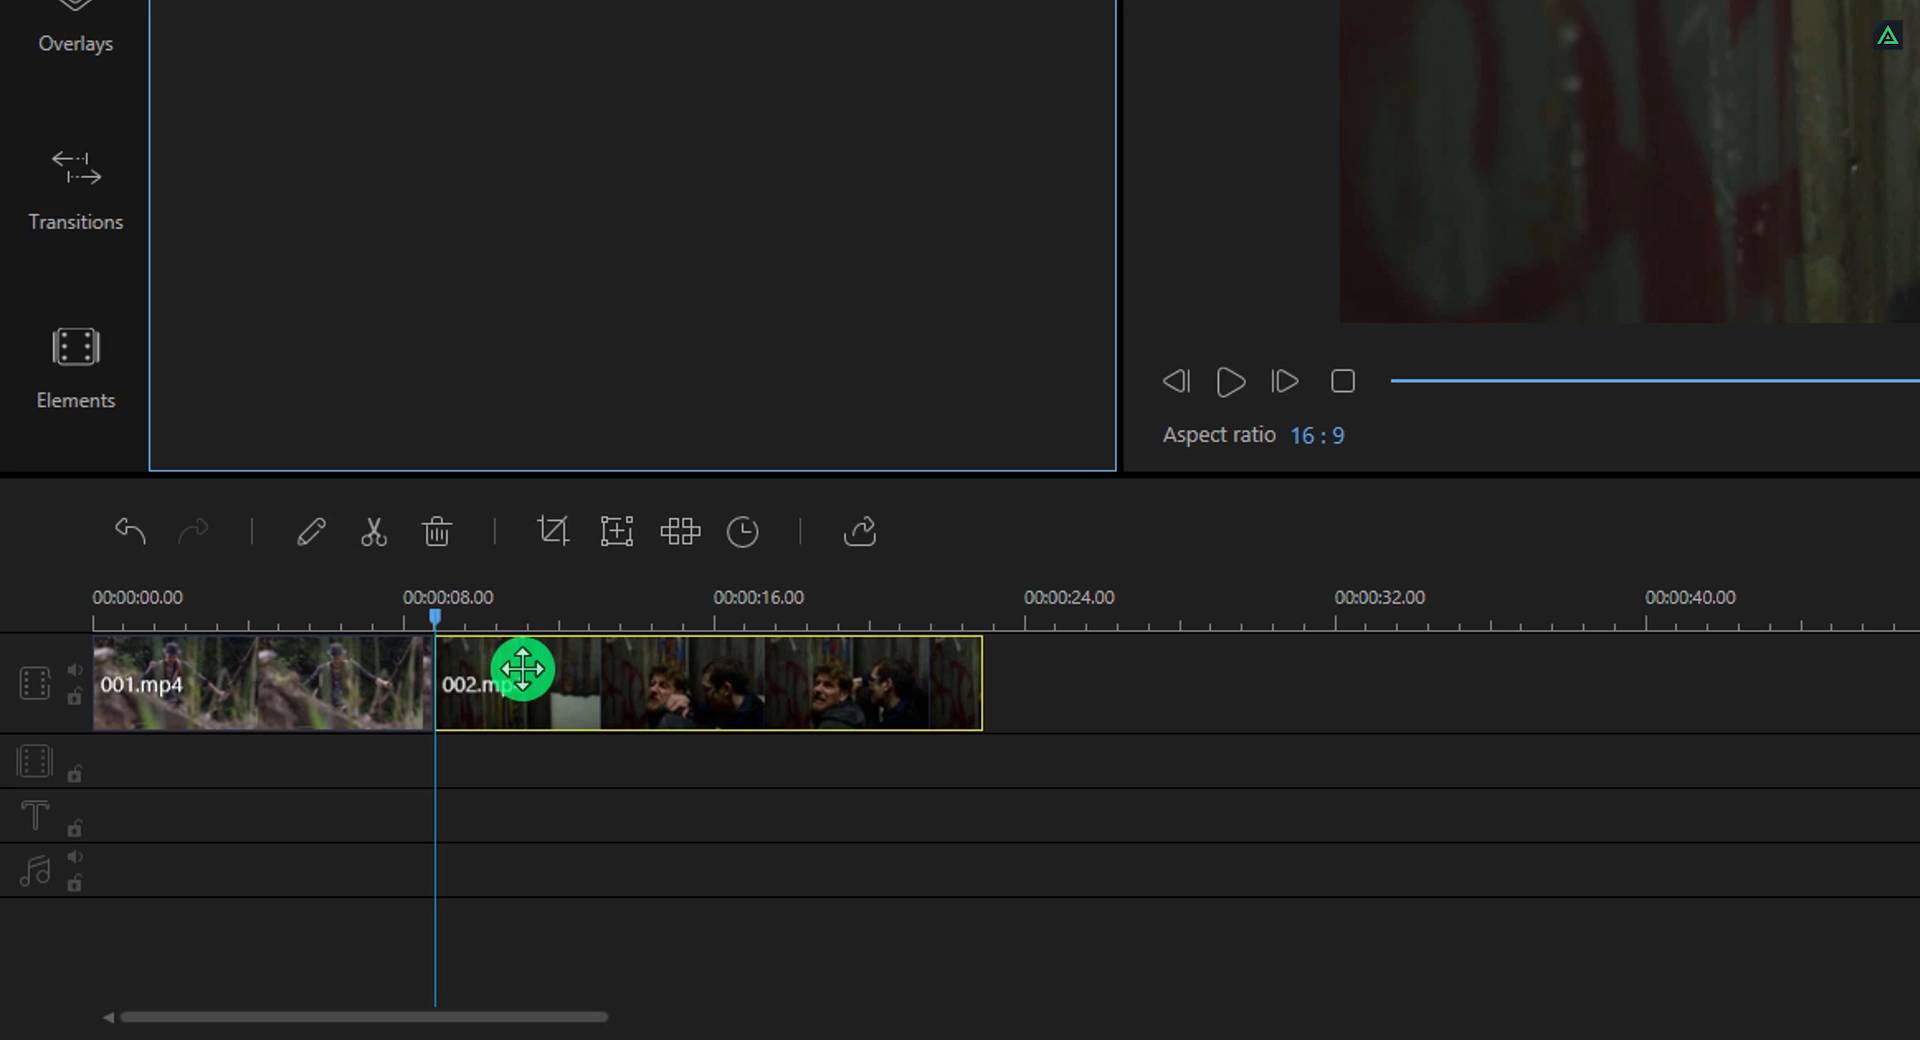 Overlays
Transitions
Elements
Aspect ratio 16 : 9
00:00:00.00 00:00:08.00 00:00:16.00 00:00:24.00 00:00:32.00 00:00:40.00
001.mp4 002.mp